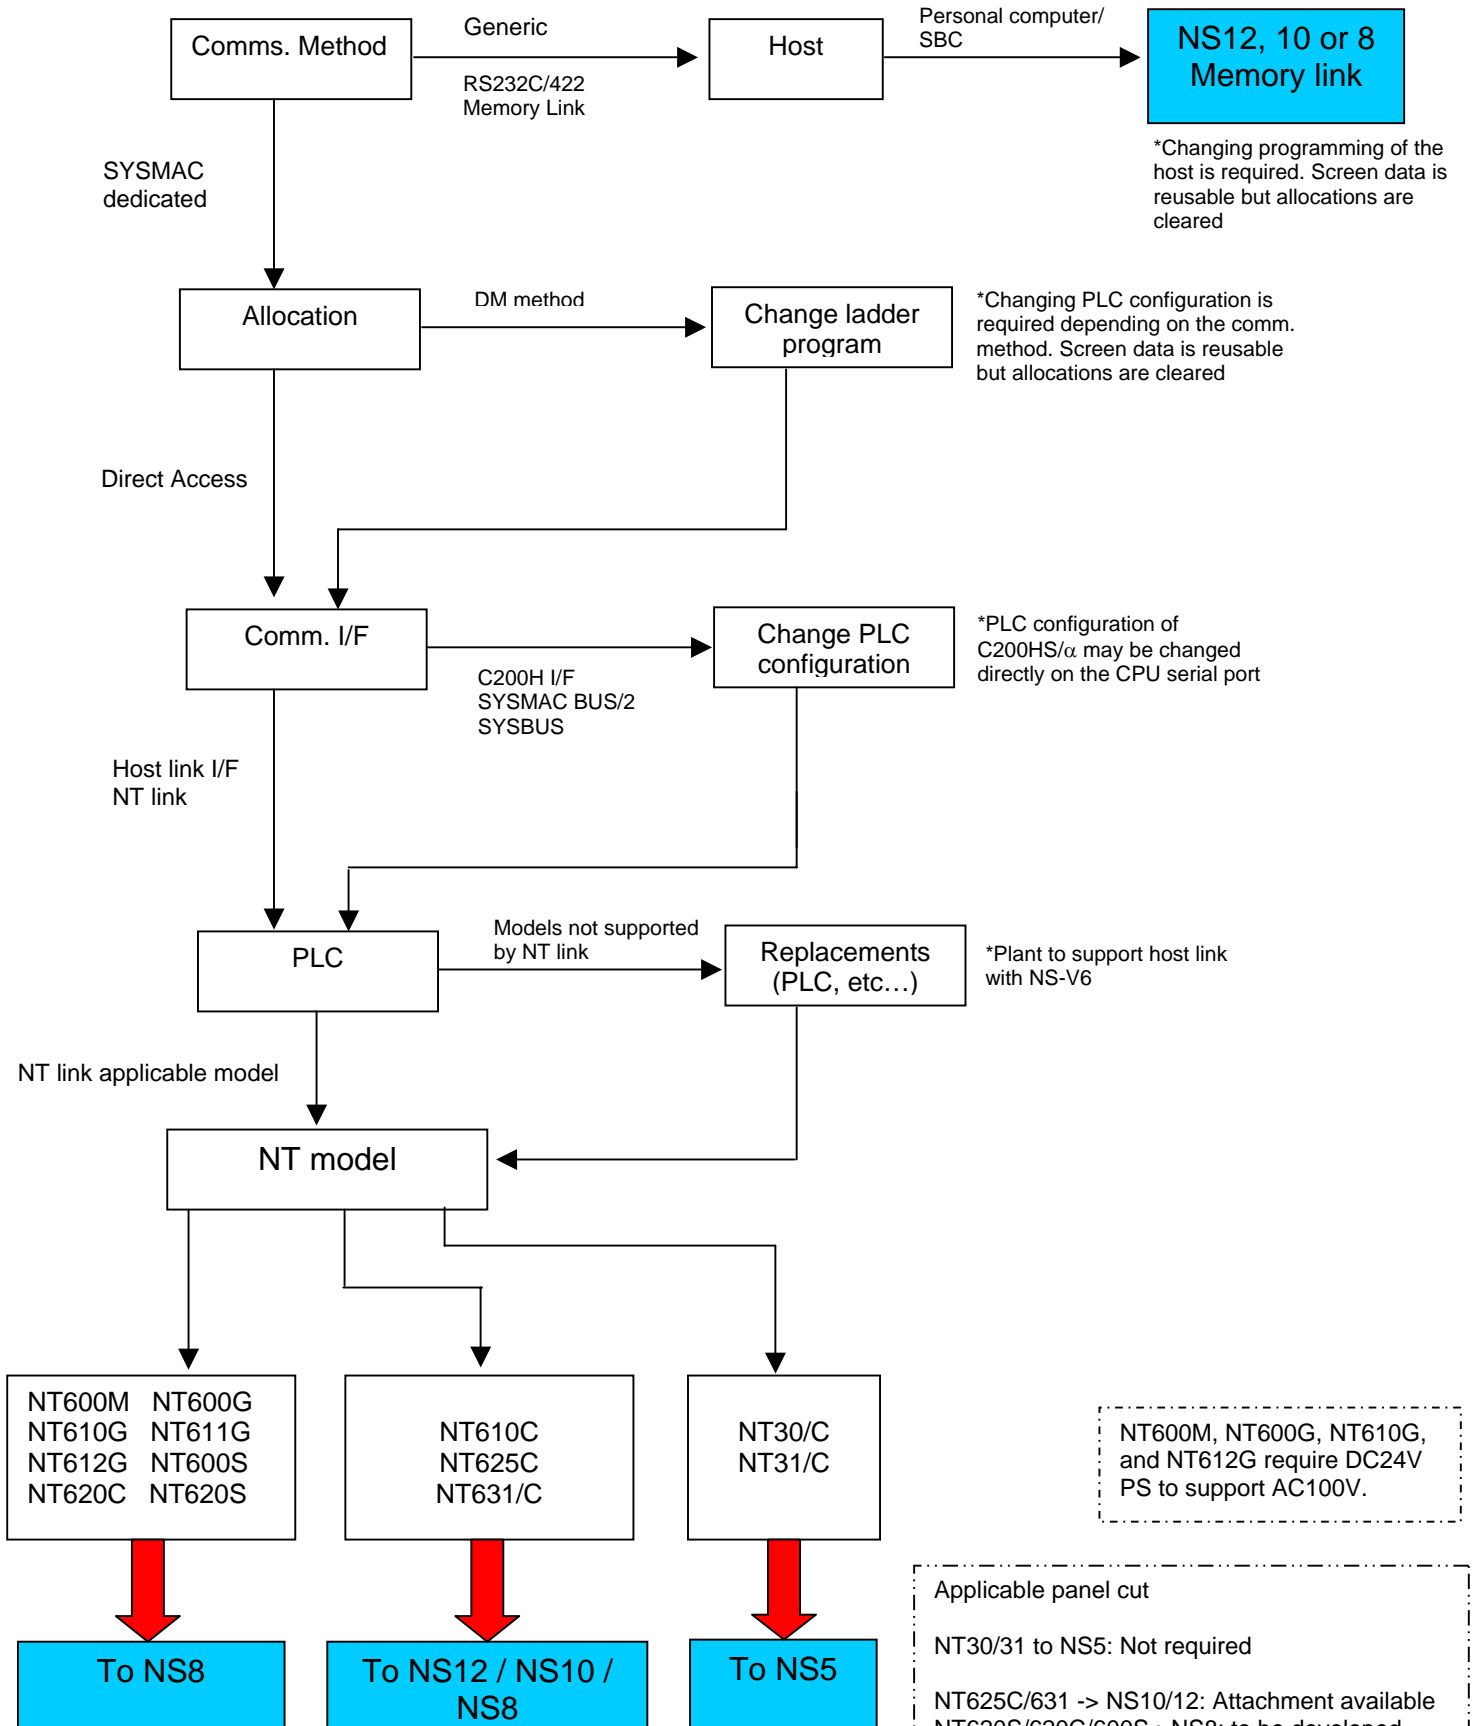 Comms. Method
Generic
RS232C/422
Memory Link
Host
Personal computer/
SBC
NS12, 10 or 8
Memory link
*Changing programming of the
host is required. Screen data is
reusable but allocations are
cleared
SYSMAC
dedicated
Allocation
DM method
Change ladder
program
*Changing PLC configuration is
required depending on the comm.
method. Screen data is reusable
but allocations are cleared
Direct Access
Comm. I/F
C200H I/F
SYSMAC BUS/2
SYSBUS
Change PLC
configuration
*PLC configuration of
C200HS/α may be changed
directly on the CPU serial port
Host link I/F
NT link
PLC
Models not supported
by NT link
Replacements
(PLC, etc…)
*Plant to support host link
with NS-V6
NT link applicable model
NT model
NT600M NT600G
NT610G NT611G
NT612G NT600S
NT620C NT620S
NT610C
NT625C
NT631/C
NT30/C
NT31/C
NT600M, NT600G, NT610G,
and NT612G require DC24V
PS to support AC100V.
To NS8
To NS12 / NS10 /
NS8
To NS5
Applicable panel cut
NT30/31 to NS5: Not required
NT625C/631 -> NS10/12: Attachment available
NT620S/620C/600S: NS8: to be developed